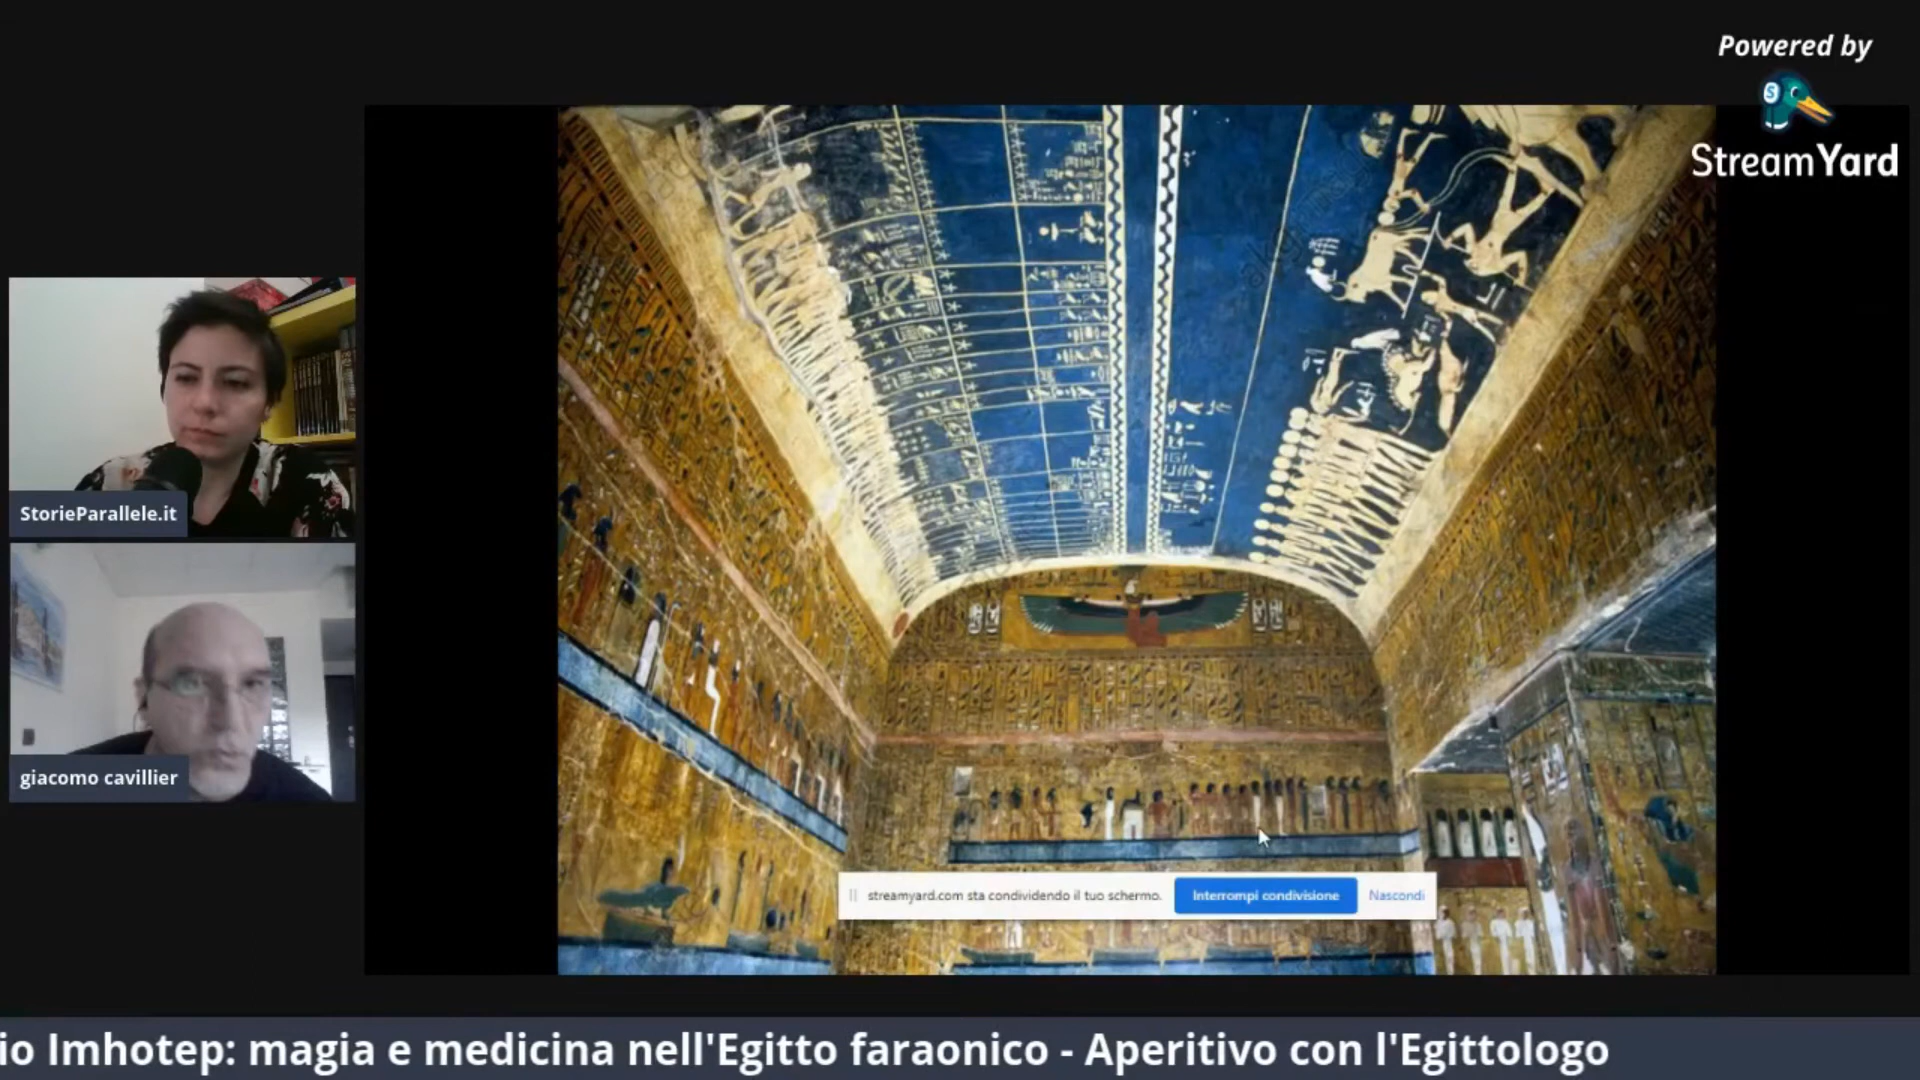 Powered by
StreamYard
StorieParallele.it
giacomo cavillier
streamyard.com sta condividendo il tuo schermo.
Interrompi condivisione
Nascondi
io Imhotep: magia e medicina nell'Egitto faraonico - Aperitivo con l'Egittologo